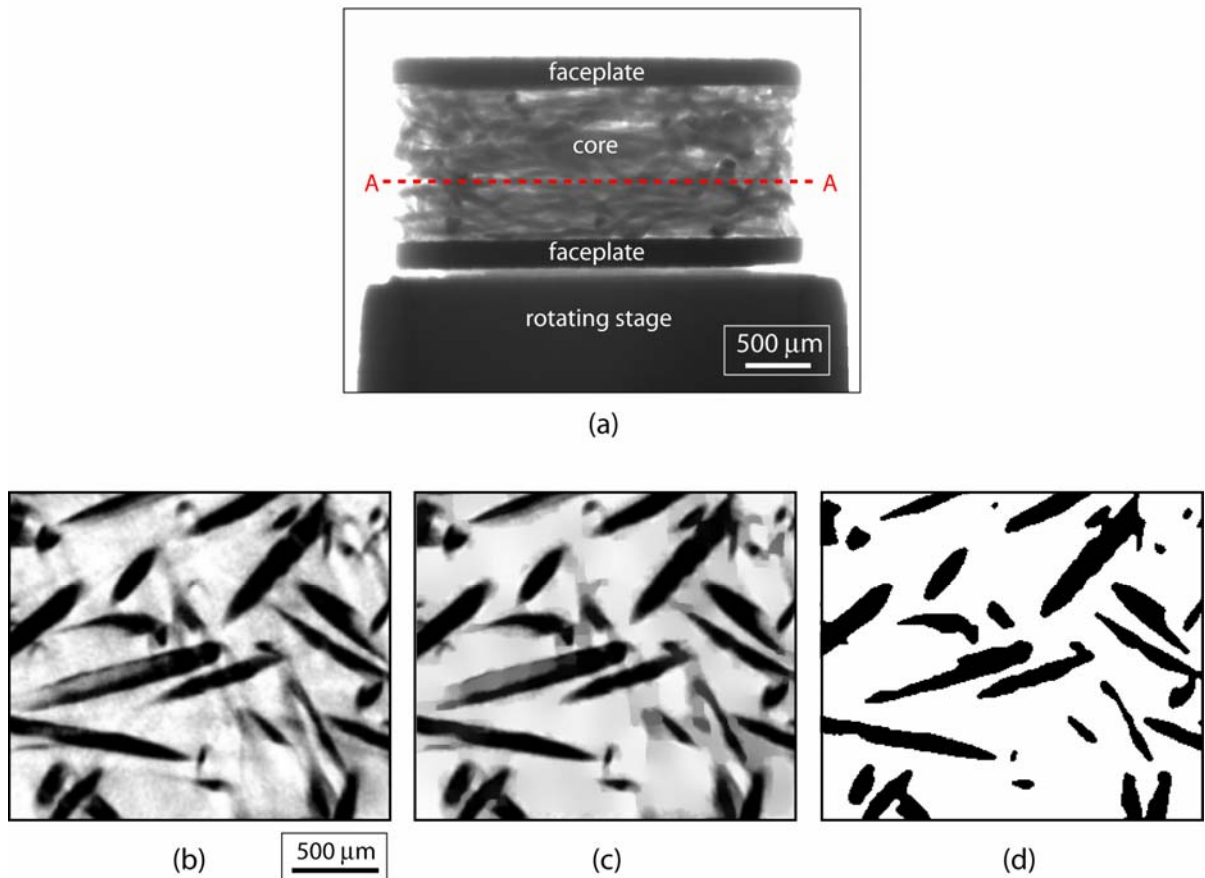 faceplate
core
A A
faceplate
rotating stage
500 μm
(a)
500 μm
(b)
(c)
(d)